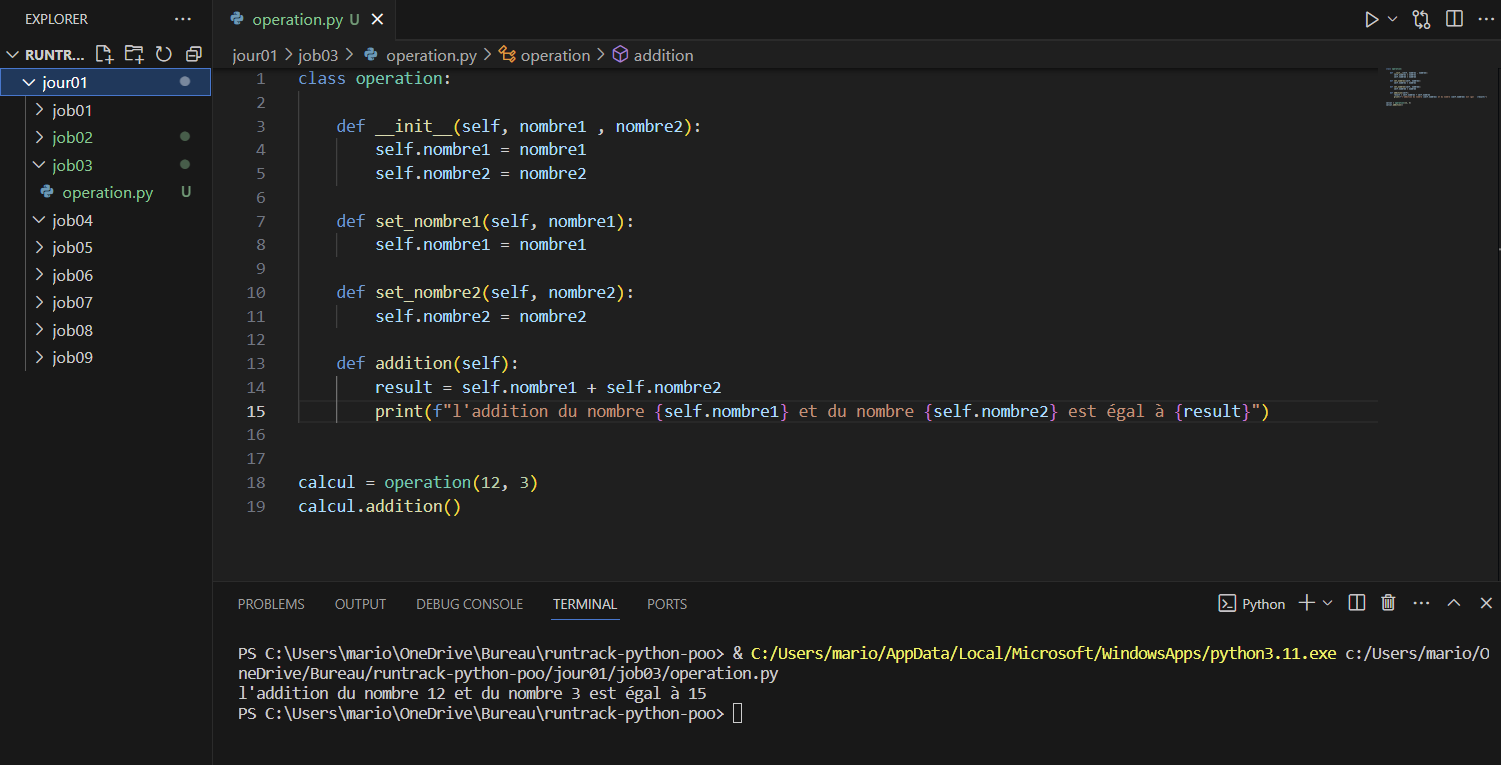 EXPLORER
RUNTR...
jour01
job01
job02
job03
operation.py U
job04
job05
job06
job07
job08
job09
operation.py U
jour01 > job03 > operation.py > operation > addition
1 class operation:
2
3 def __init__(self, nombre1 , nombre2):
4 self.nombre1 = nombre1
5 self.nombre2 = nombre2
6
7 def set_nombre1(self, nombre1):
8 self.nombre1 = nombre1
9
10 def set_nombre2(self, nombre2):
11 self.nombre2 = nombre2
12
13 def addition(self):
14 result = self.nombre1 + self.nombre2
15 print(f"l'addition du nombre {self.nombre1} et du nombre {self.nombre2} est égal à {result}")
16
17
18 calcul = operation(12, 3)
19 calcul.addition()
PROBLEMS OUTPUT DEBUG CONSOLE TERMINAL PORTS
Python
PS C:\Users\mario\OneDrive\Bureau\runtrack-python-poo> & C:/Users/mario/AppData/Local/Microsoft/WindowsApps/python3.11.exe c:/Users/mario/O
neDrive/Bureau/runtrack-python-poo/jour01/job03/operation.py
l'addition du nombre 12 et du nombre 3 est égal à 15
PS C:\Users\mario\OneDrive\Bureau\runtrack-python-poo>